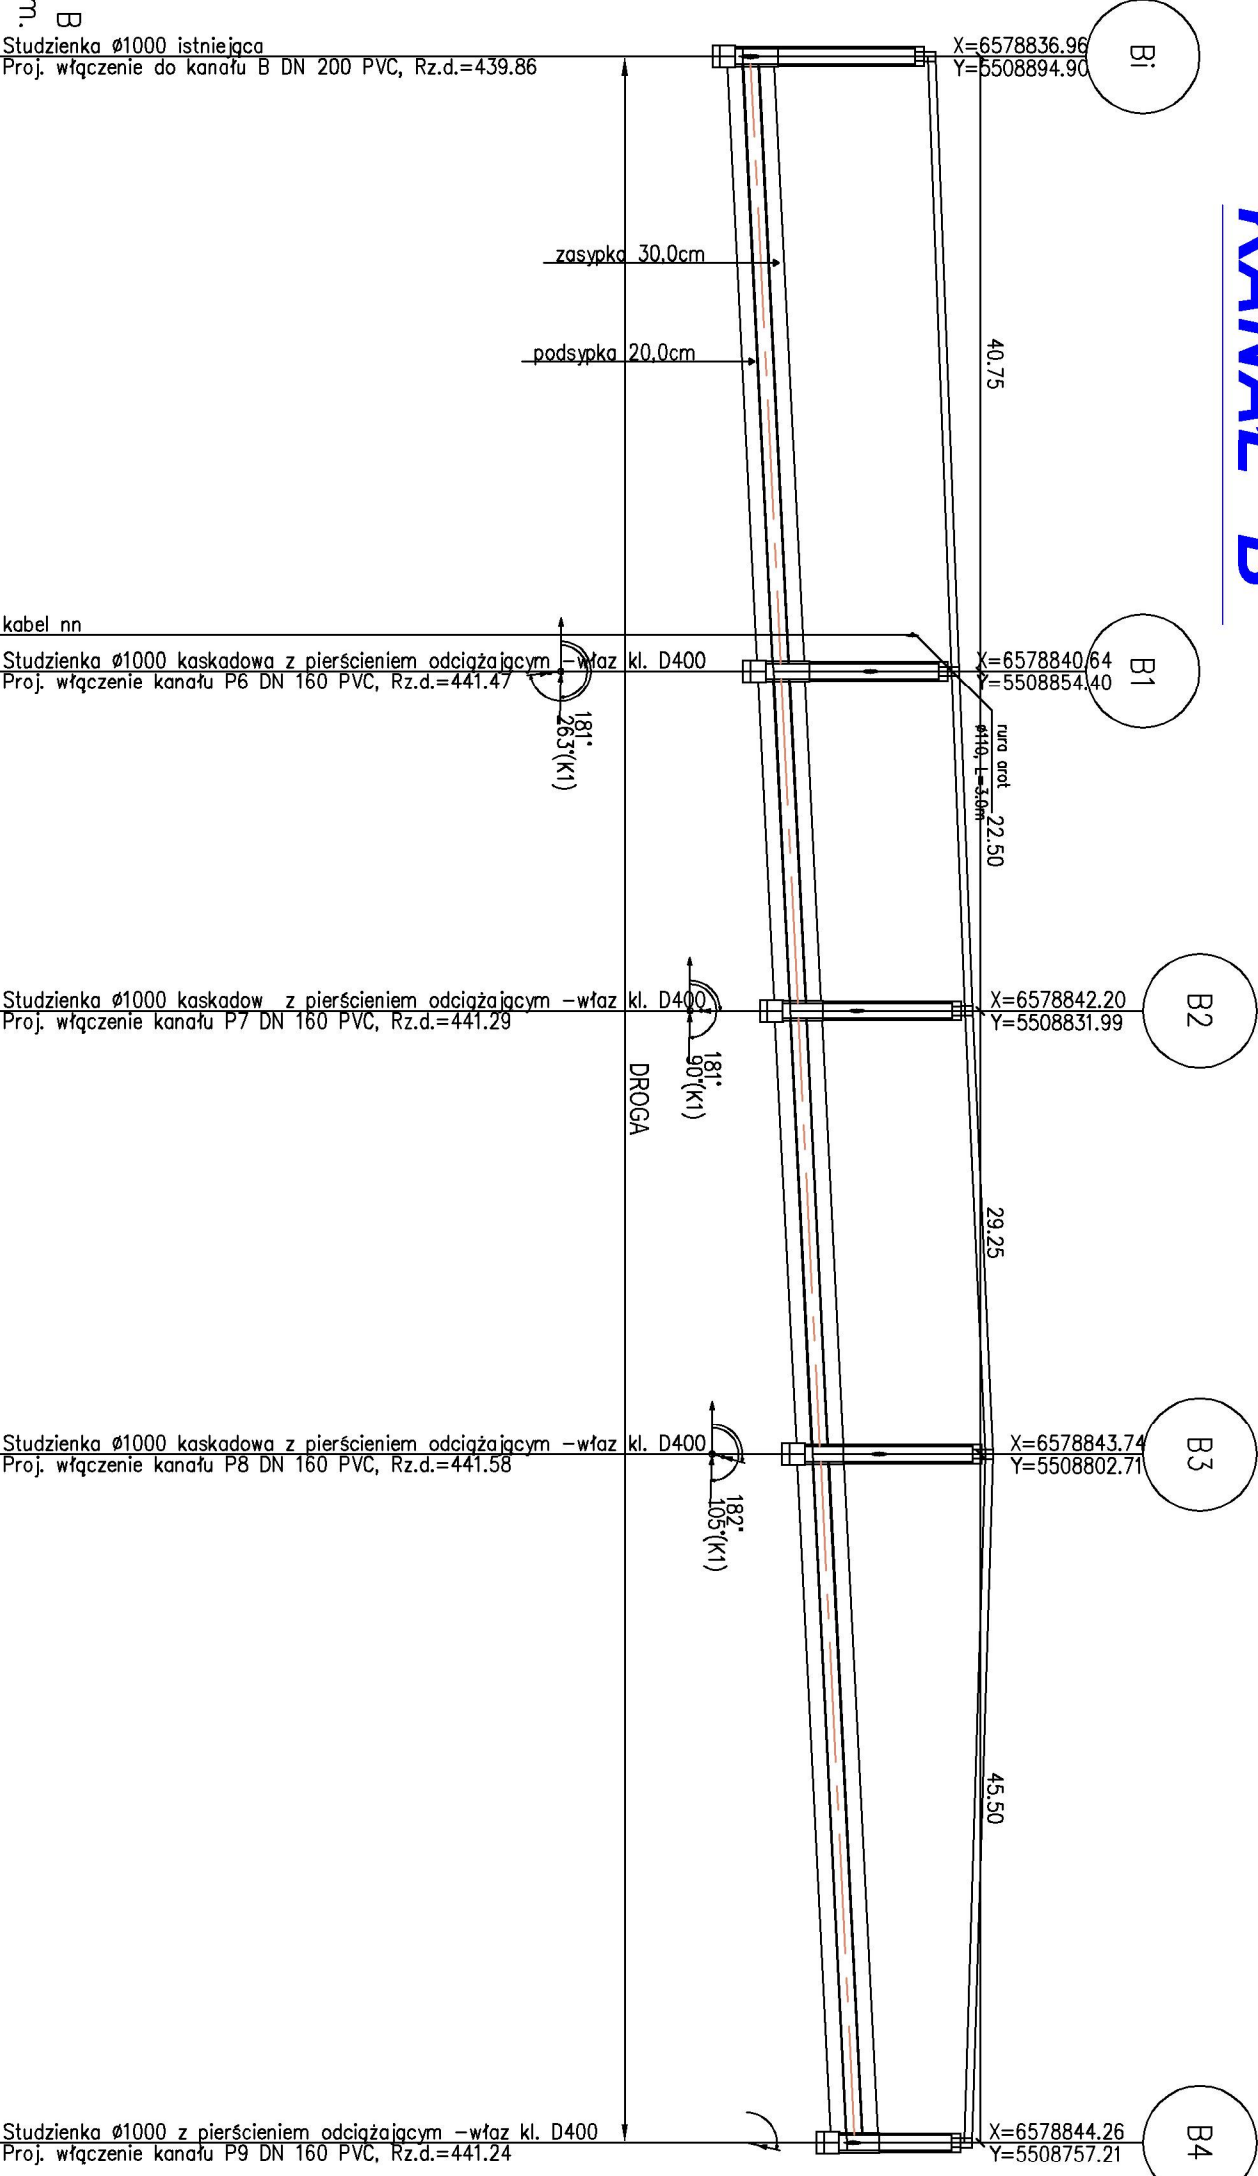 KANAŁ B
Bi
X=6578836.96
Y=5508894.90
B
m.
Studzienka ø1000 istniejąca
Proj. włączenie do kanału B DN 200 PVC, Rz.d.=439.86
zasypka 30,0cm
podsypka 20,0cm
40.75
kabel nn
B1
X=6578840.64
Y=5508854.40
Studzienka ø1000 kaskadowa z pierścieniem odciążającym -właz kl. D400
Proj. włączenie kanału P6 DN 160 PVC, Rz.d.=441.47
181°
263°(K1)
rura arot
ø110, L=3.0m
22.50
B2
X=6578842.20
Y=5508831.99
Studzienka ø1000 kaskadow z pierścieniem odciążającym -właz kl. D400
Proj. włączenie kanału P7 DN 160 PVC, Rz.d.=441.29
181°
90°(K1)
DROGA
29.25
B3
X=6578843.74
Y=5508802.71
Studzienka ø1000 kaskadowa z pierścieniem odciążającym -właz kl. D400
Proj. włączenie kanału P8 DN 160 PVC, Rz.d.=441.58
182°
105°(K1)
45.50
B4
X=6578844.26
Y=5508757.21
Studzienka ø1000 z pierścieniem odciążającym -właz kl. D400
Proj. włączenie kanału P9 DN 160 PVC, Rz.d.=441.24